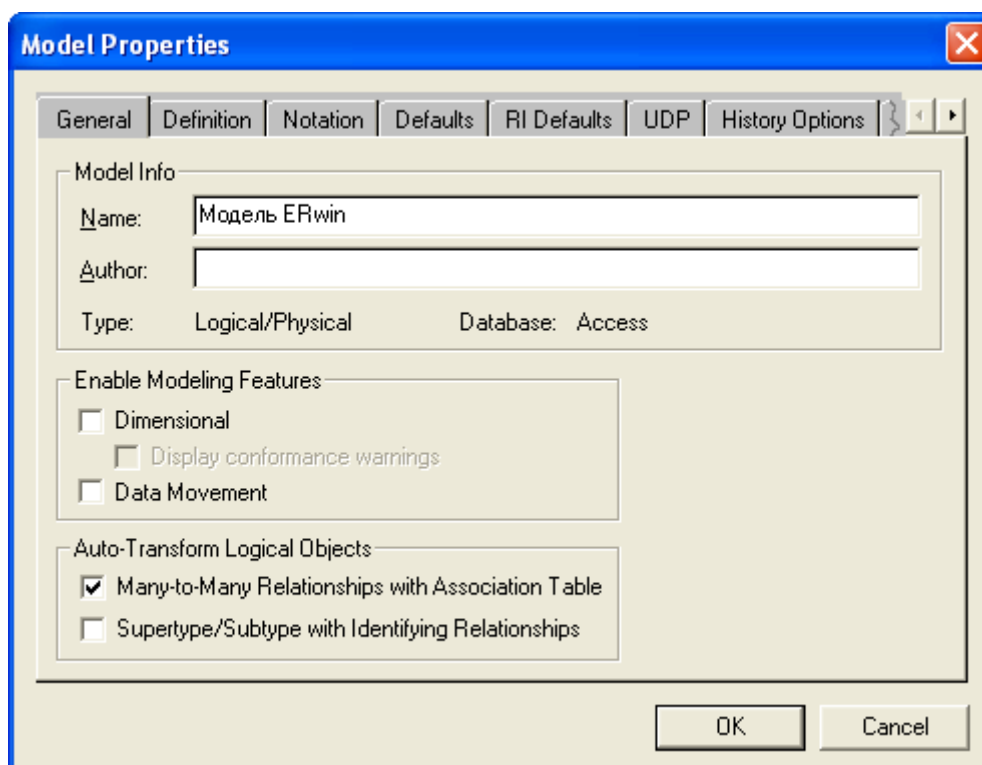 Model Properties
General Definition Notation Defaults RI Defaults UDP History Options
Model Info
Name: Модель ERwin
Author:
Type: Logical/Physical Database: Access
Enable Modeling Features
Dimensional
Display conformance warnings
Data Movement
Auto-Transform Logical Objects
Many-to-Many Relationships with Association Table
Supertype/Subtype with Identifying Relationships
OK Cancel